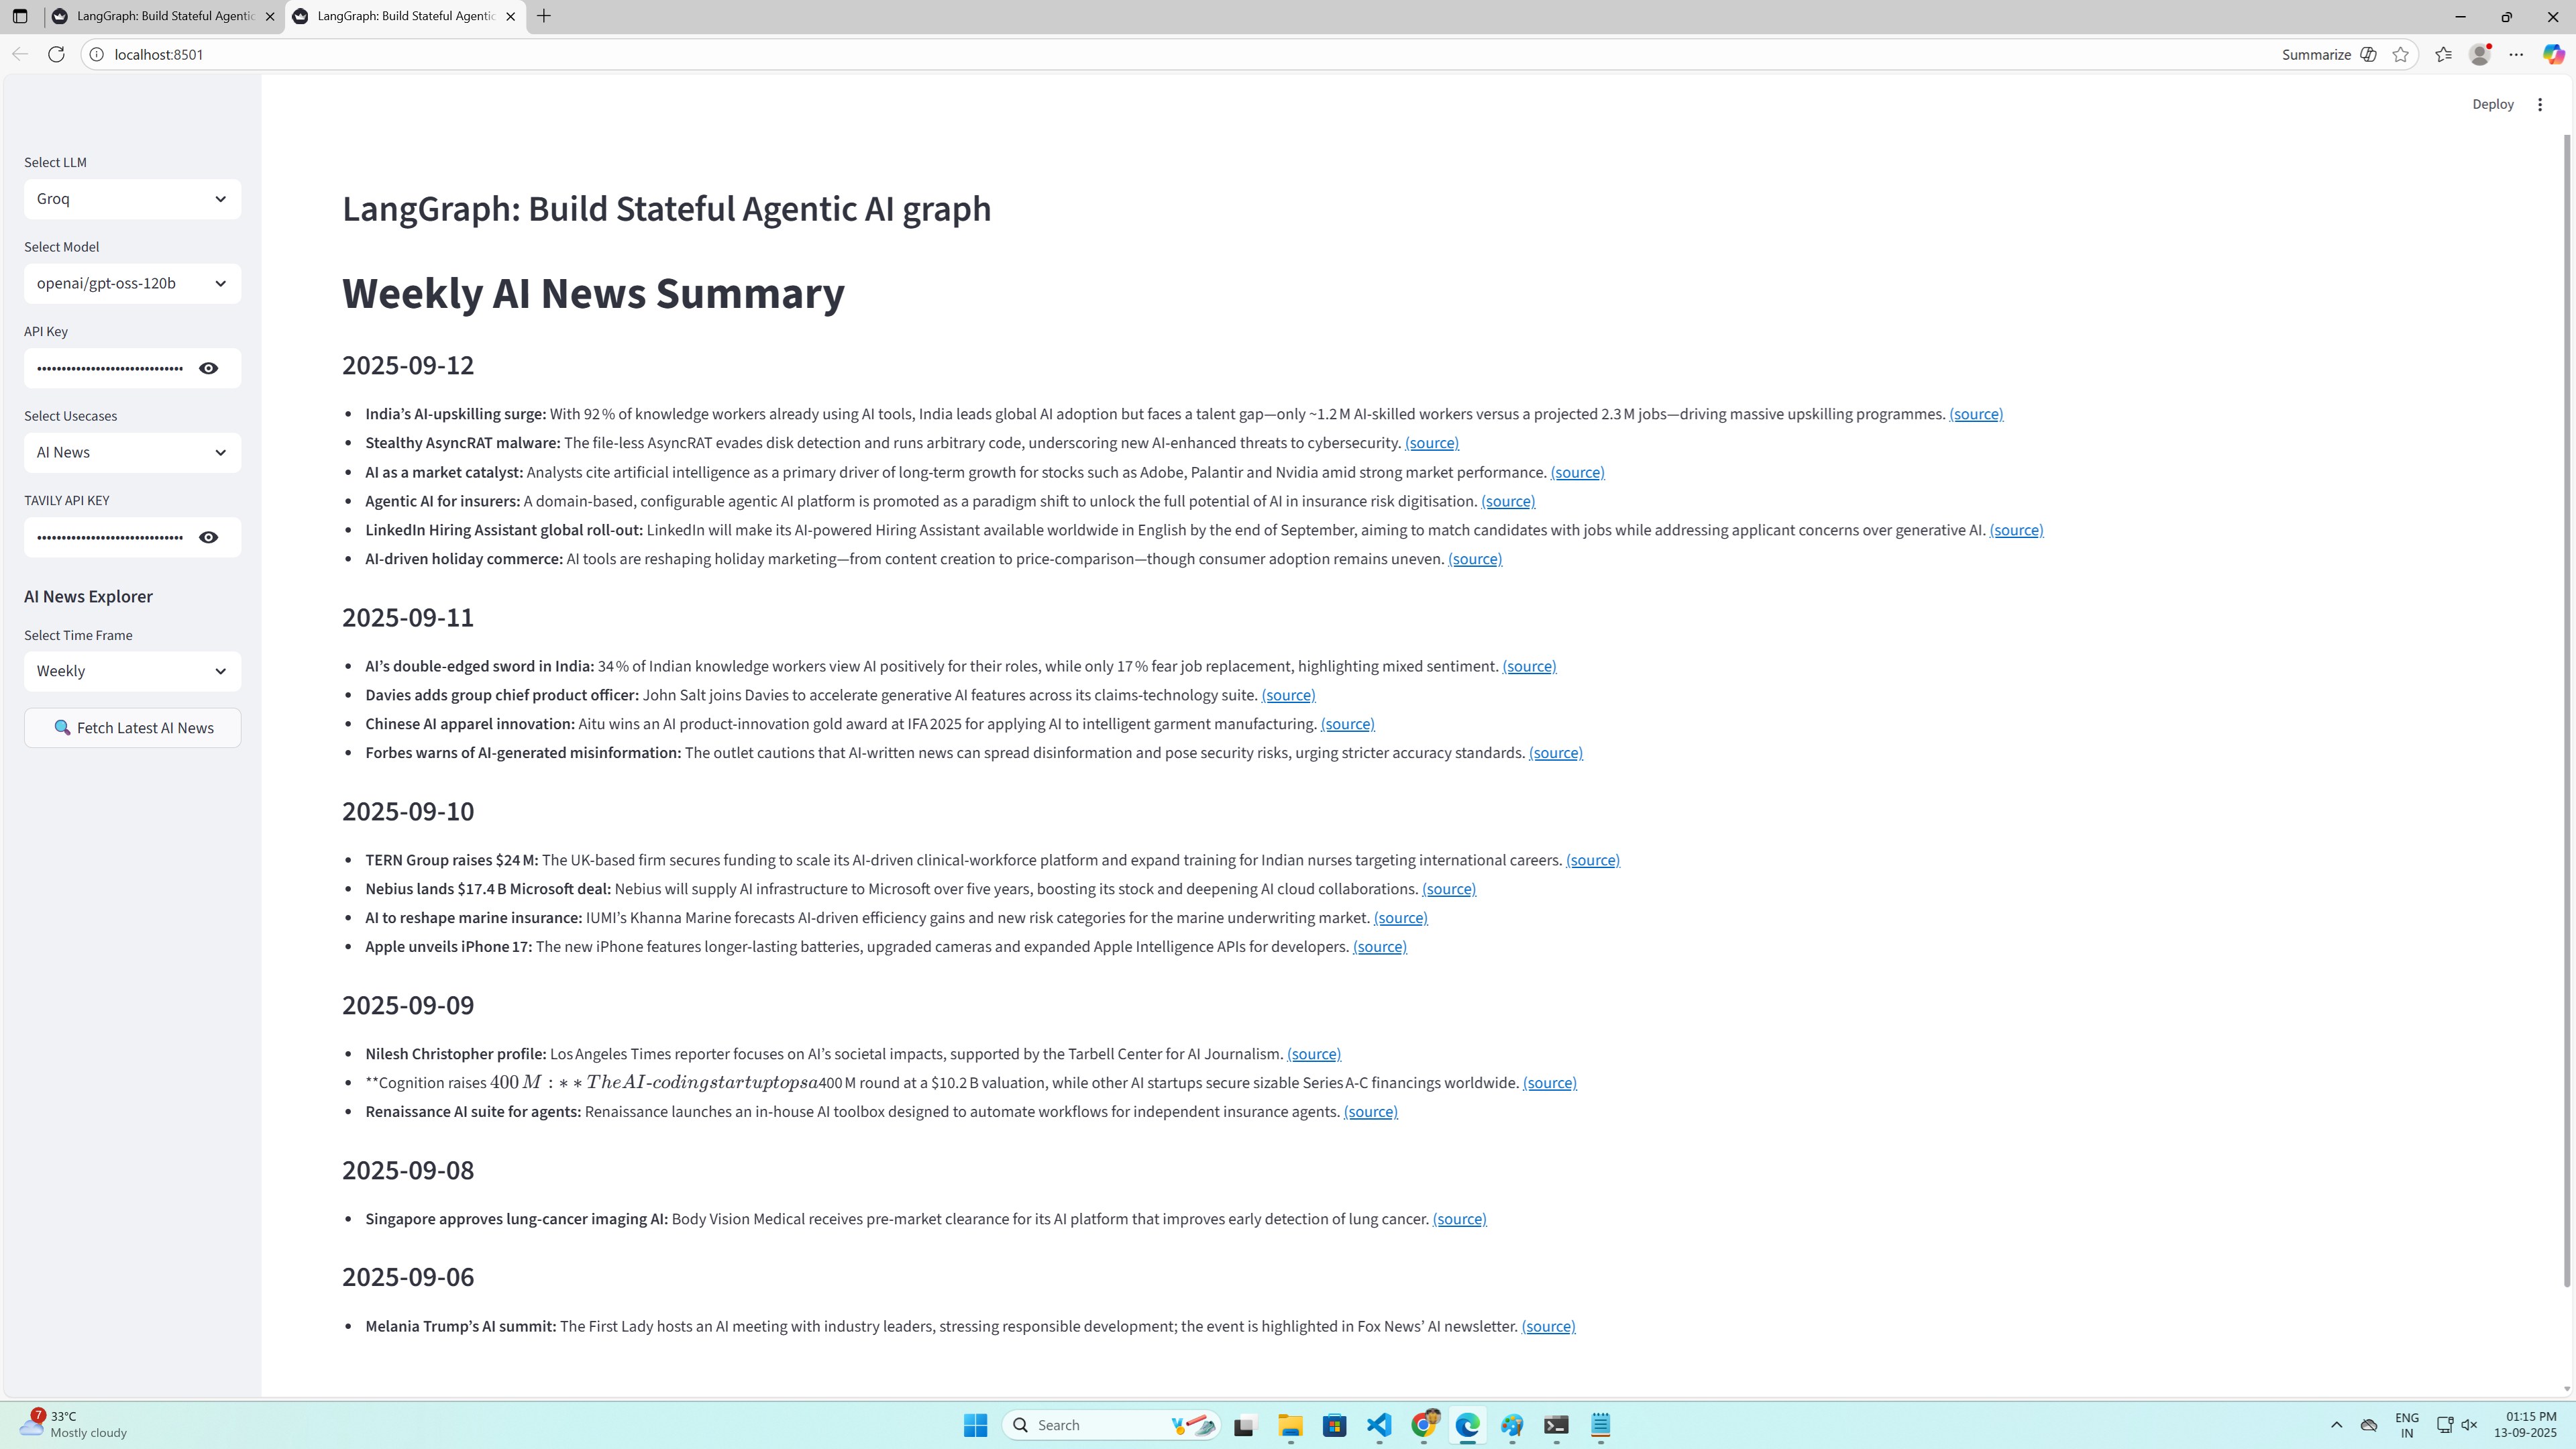 LangGraph: Build Stateful Agentic
LangGraph: Build Stateful Agentic
localhost:8501
Summarize
Deploy
Select LLM
Groq
Select Model
openai/gpt-oss-120b
API Key
••••••••••••••••••••••••••••••
Select Usecases
AI News
TAVILY API KEY
••••••••••••••••••••••••••••••
AI News Explorer
Select Time Frame
Weekly
Fetch Latest AI News
LangGraph: Build Stateful Agentic AI graph
Weekly AI News Summary
2025-09-12
• India’s AI-upskilling surge: With 92 % of knowledge workers already using AI tools, India leads global AI adoption but faces a talent gap—only ~1.2 M AI-skilled workers versus a projected 2.3 M jobs—driving massive upskilling programmes. (source)
• Stealthy AsyncRAT malware: The file-less AsyncRAT evades disk detection and runs arbitrary code, underscoring new AI-enhanced threats to cybersecurity. (source)
• AI as a market catalyst: Analysts cite artificial intelligence as a primary driver of long-term growth for stocks such as Adobe, Palantir and Nvidia amid strong market performance. (source)
• Agentic AI for insurers: A domain-based, configurable agentic AI platform is promoted as a paradigm shift to unlock the full potential of AI in insurance risk digitisation. (source)
• LinkedIn Hiring Assistant global roll-out: LinkedIn will make its AI-powered Hiring Assistant available worldwide in English by the end of September, aiming to match candidates with jobs while addressing applicant concerns over generative AI. (source)
• AI-driven holiday commerce: AI tools are reshaping holiday marketing—from content creation to price-comparison—though consumer adoption remains uneven. (source)
2025-09-11
• AI’s double-edged sword in India: 34 % of Indian knowledge workers view AI positively for their roles, while only 17 % fear job replacement, highlighting mixed sentiment. (source)
• Davies adds group chief product officer: John Salt joins Davies to accelerate generative AI features across its claims-technology suite. (source)
• Chinese AI apparel innovation: Aitu wins an AI product-innovation gold award at IFA 2025 for applying AI to intelligent garment manufacturing. (source)
• Forbes warns of AI-generated misinformation: The outlet cautions that AI-written news can spread disinformation and pose security risks, urging stricter accuracy standards. (source)
2025-09-10
• TERN Group raises $24 M: The UK-based firm secures funding to scale its AI-driven clinical-workforce platform and expand training for Indian nurses targeting international careers. (source)
• Nebius lands $17.4 B Microsoft deal: Nebius will supply AI infrastructure to Microsoft over five years, boosting its stock and deepening AI cloud collaborations. (source)
• AI to reshape marine insurance: IUMI’s Khanna Marine forecasts AI-driven efficiency gains and new risk categories for the marine underwriting market. (source)
• Apple unveils iPhone 17: The new iPhone features longer-lasting batteries, upgraded cameras and expanded Apple Intelligence APIs for developers. (source)
2025-09-09
• Nilesh Christopher profile: Los Angeles Times reporter focuses on AI’s societal impacts, supported by the Tarbell Center for AI Journalism. (source)
• **Cognition raises 400 M : ∗ ∗ TheAI-codingstartuptopsa400 M round at a $10.2 B valuation, while other AI startups secure sizable Series A-C financings worldwide. (source)
• Renaissance AI suite for agents: Renaissance launches an in-house AI toolbox designed to automate workflows for independent insurance agents. (source)
2025-09-08
• Singapore approves lung-cancer imaging AI: Body Vision Medical receives pre-market clearance for its AI platform that improves early detection of lung cancer. (source)
2025-09-06
• Melania Trump’s AI summit: The First Lady hosts an AI meeting with industry leaders, stressing responsible development; the event is highlighted in Fox News’ AI newsletter. (source)
7
33°C
Mostly cloudy
Search
ENG
IN
01:15 PM
13-09-2025